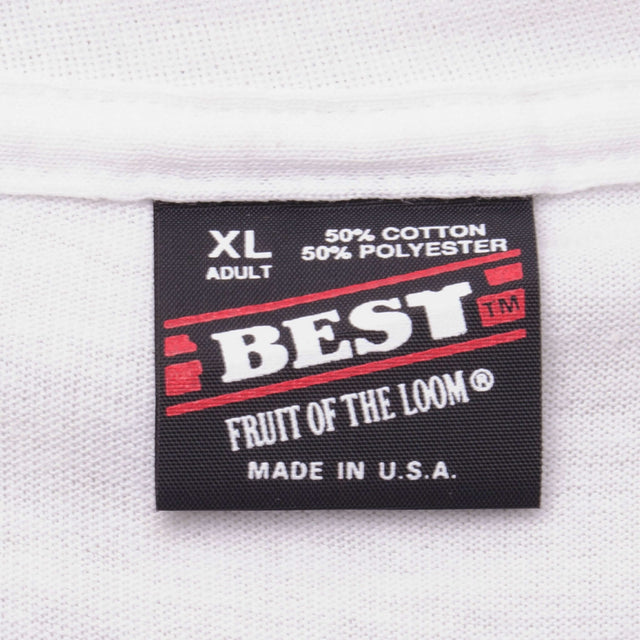 XL
ADULT
50% COTTON
50% POLYESTER
BEST TM
FRUIT OF THE LOOM®
MADE IN U.S.A.